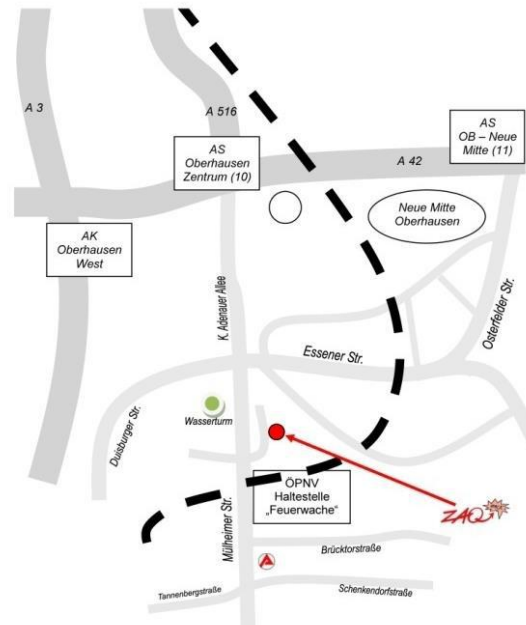 A 3
A 516
AS
OB – Neue
Mitte (11)
AS
Oberhausen
Zentrum (10)
A 42
Neue Mitte
Oberhausen
AK
Oberhausen
West
K. Adenauer Allee
Osterfelder Str.
Essener Str.
Duisburger Str.
Wasserturm
ÖPNV
Haltestelle
„Feuerwache“
Mülheimer Str.
ZAQ
Brücktorstraße
Tannenbergstraße
Schenkendorfstraße